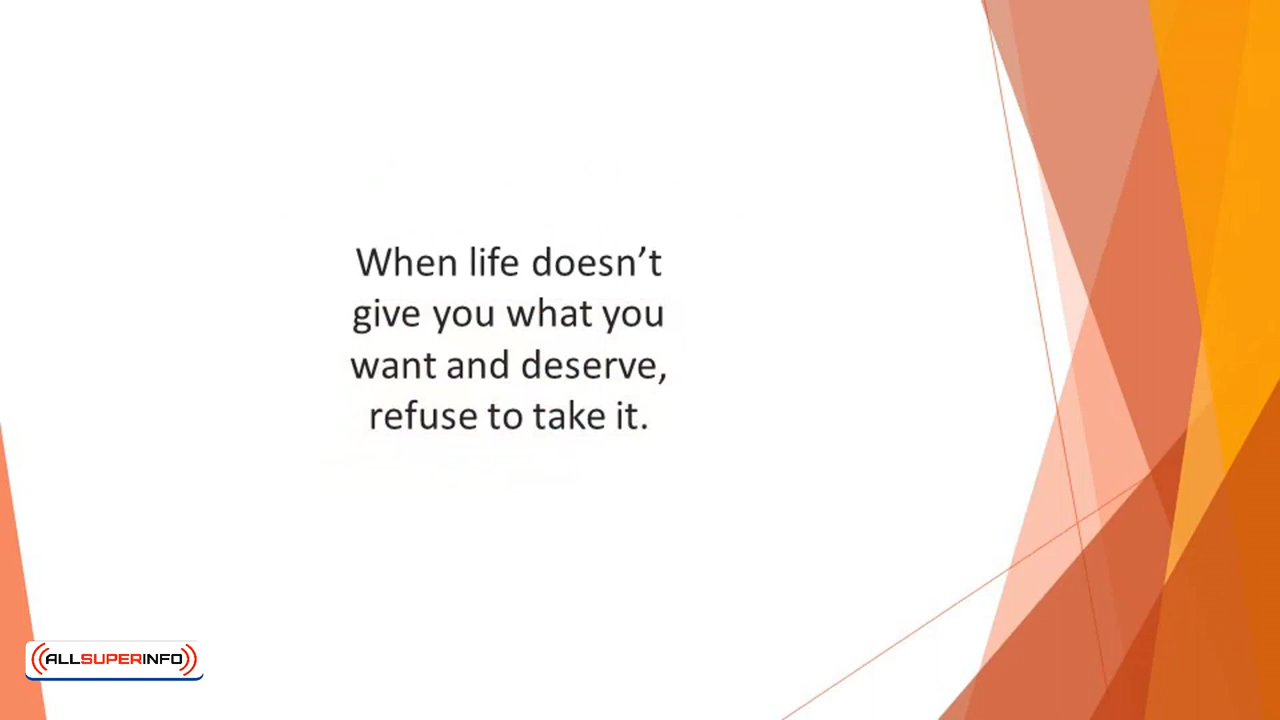 When life doesn’t
give you what you
want and deserve,
refuse to take it.
ALLSUPERINFO